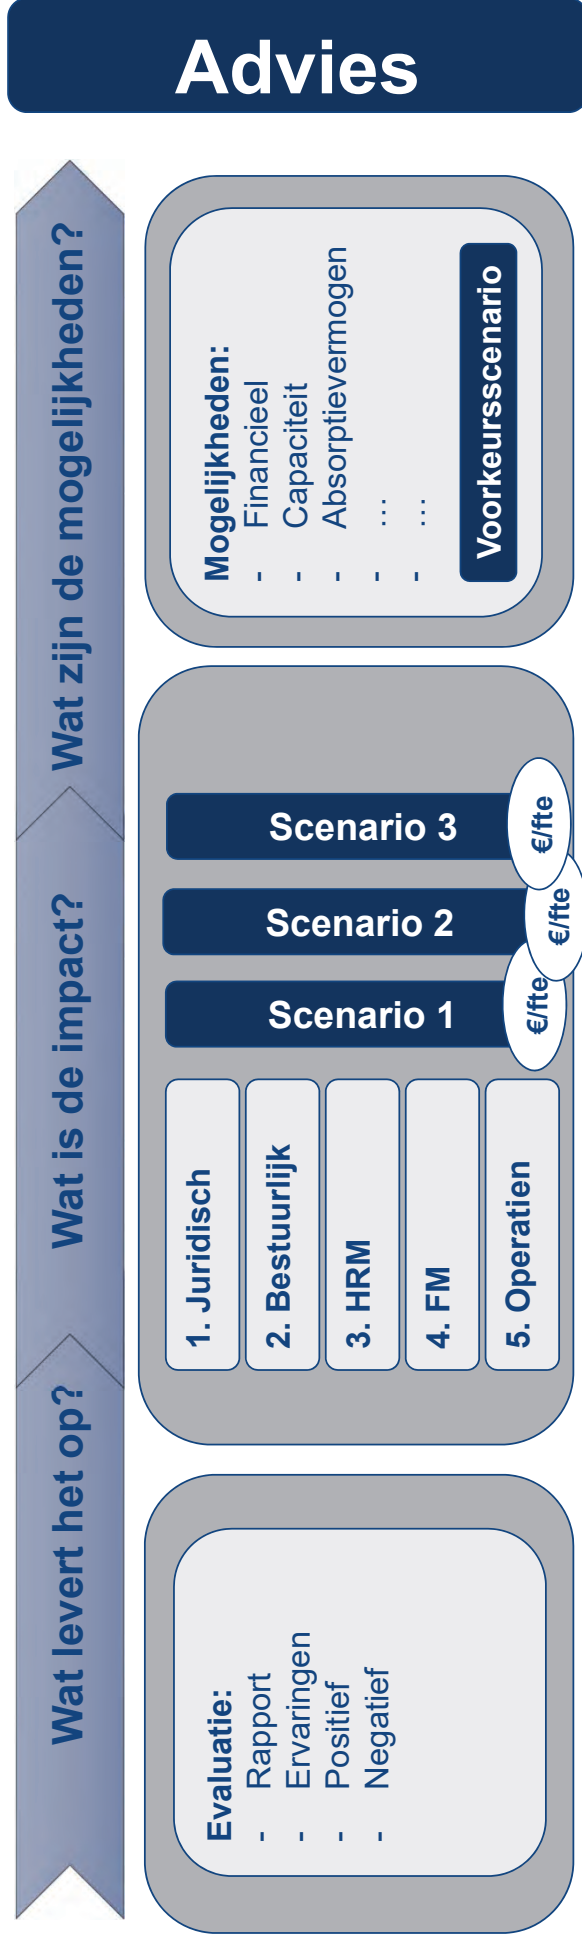 Advies
Wat levert het op?
Wat is de impact?
Wat zijn de mogelijkheden?
Evaluatie:
- Rapport
- Ervaringen
- Positief
- Negatief
1. Juridisch
2. Bestuurlijk
3. HRM
4. FM
5. Operatien
Scenario 1
€/fte
Scenario 2
€/fte
Scenario 3
€/fte
Mogelijkheden:
- Financieel
- Capaciteit
- Absorptievermogen
- …
- …
Voorkeursscenario